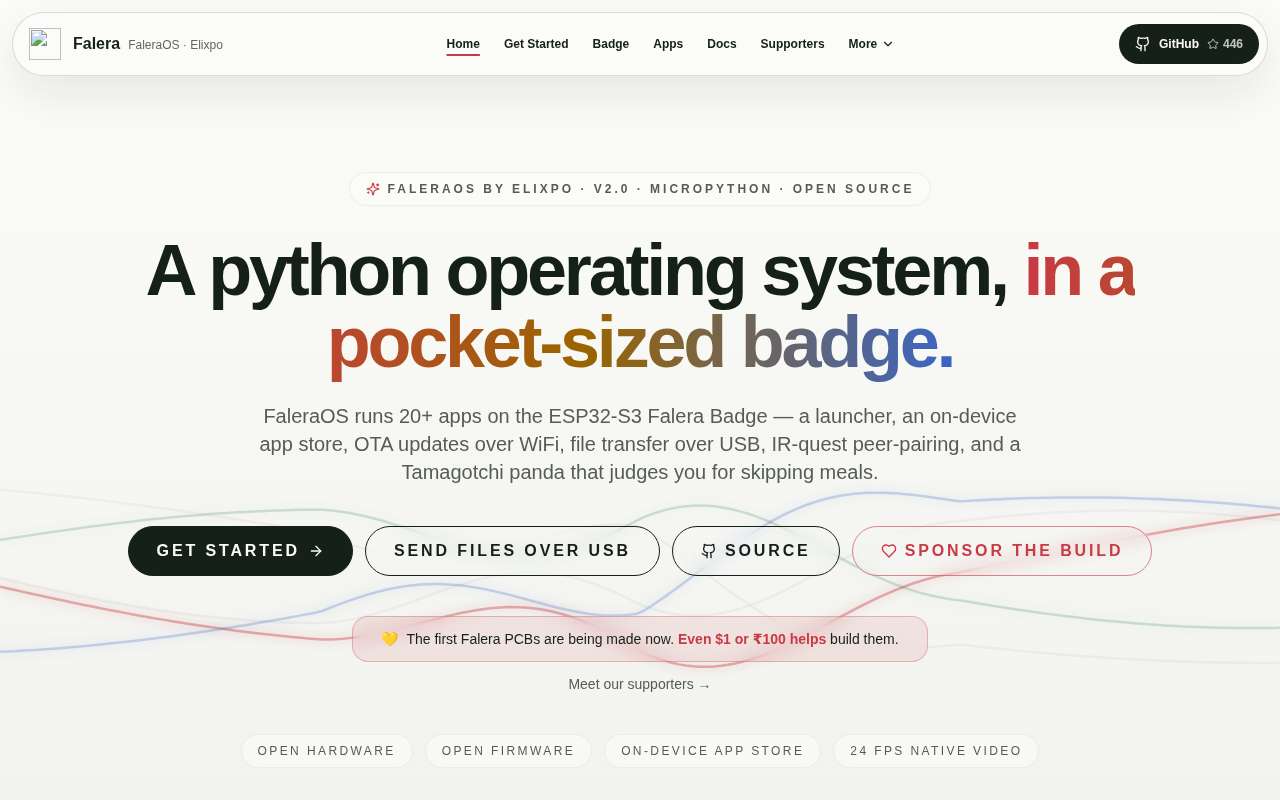 Falera FaleraOS · Elixpo
Home Get Started Badge Apps Docs Supporters More
GitHub 446
FALERAOS BY ELIXPO · V2.0 · MICROPYTHON · OPEN SOURCE
A python operating system, in a
pocket-sized badge.
FaleraOS runs 20+ apps on the ESP32-S3 Falera Badge — a launcher, an on-device
app store, OTA updates over WiFi, file transfer over USB, IR-quest peer-pairing, and a
Tamagotchi panda that judges you for skipping meals.
GET STARTED →
SEND FILES OVER USB
SOURCE
SPONSOR THE BUILD
💛 The first Falera PCBs are being made now. Even $1 or ₹100 helps build them.
Meet our supporters →
OPEN HARDWARE
OPEN FIRMWARE
ON-DEVICE APP STORE
24 FPS NATIVE VIDEO